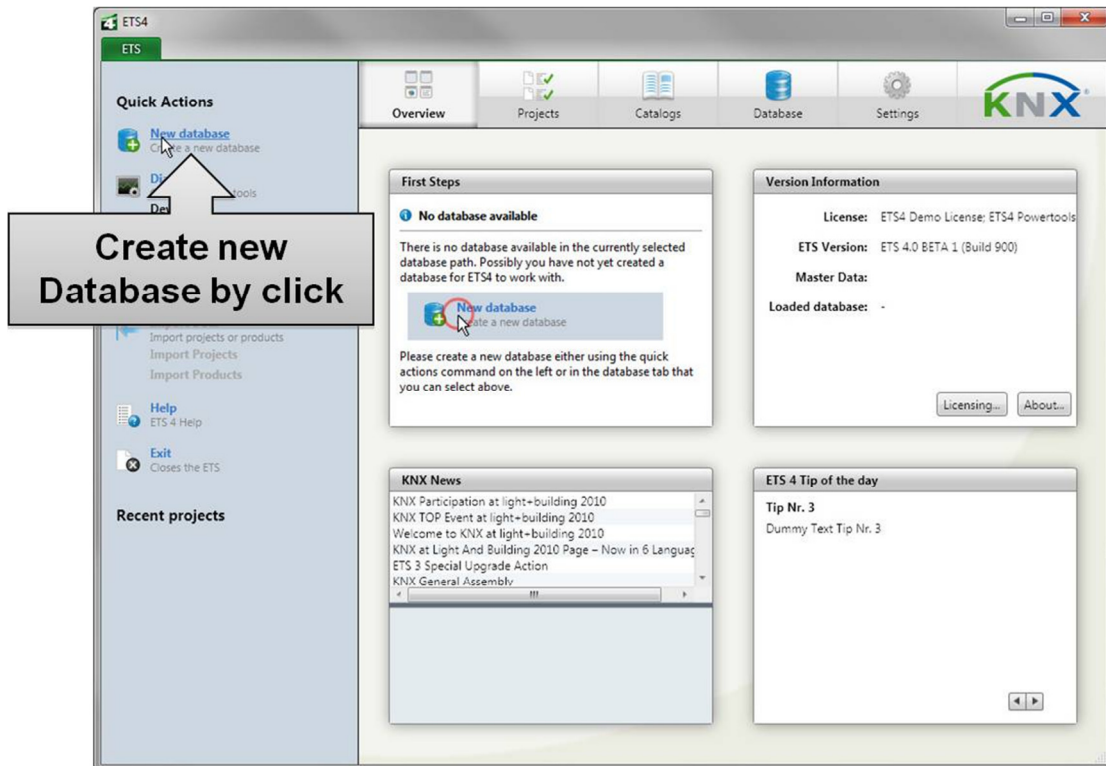 ETS4
ETS
Quick Actions
New database
Create a new database
tools
Create new
Database by click
Import projects or products
Import Projects
Import Products
Help
ETS 4 Help
Exit
Closes the ETS
Recent projects
Overview
Projects
Catalogs
Database
Settings
KNX
First Steps
No database available
There is no database available in the currently selected
database path. Possibly you have not yet created a
database for ETS4 to work with.
New database
Create a new database
Please create a new database either using the quick
actions command on the left or in the database tab that
you can select above.
Version Information
License: ETS4 Demo License; ETS4 Powertools
ETS Version: ETS 4.0 BETA 1 (Build 900)
Master Data:
Loaded database: -
Licensing...
About...
KNX News
KNX Participation at light+building 2010
KNX TOP Event at light+building 2010
Welcome to KNX at light+building 2010
KNX at Light And Building 2010 Page – Now in 6 Languag
ETS 3 Special Upgrade Action
KNX General Assembly
ETS 4 Tip of the day
Tip Nr. 3
Dummy Text Tip Nr. 3